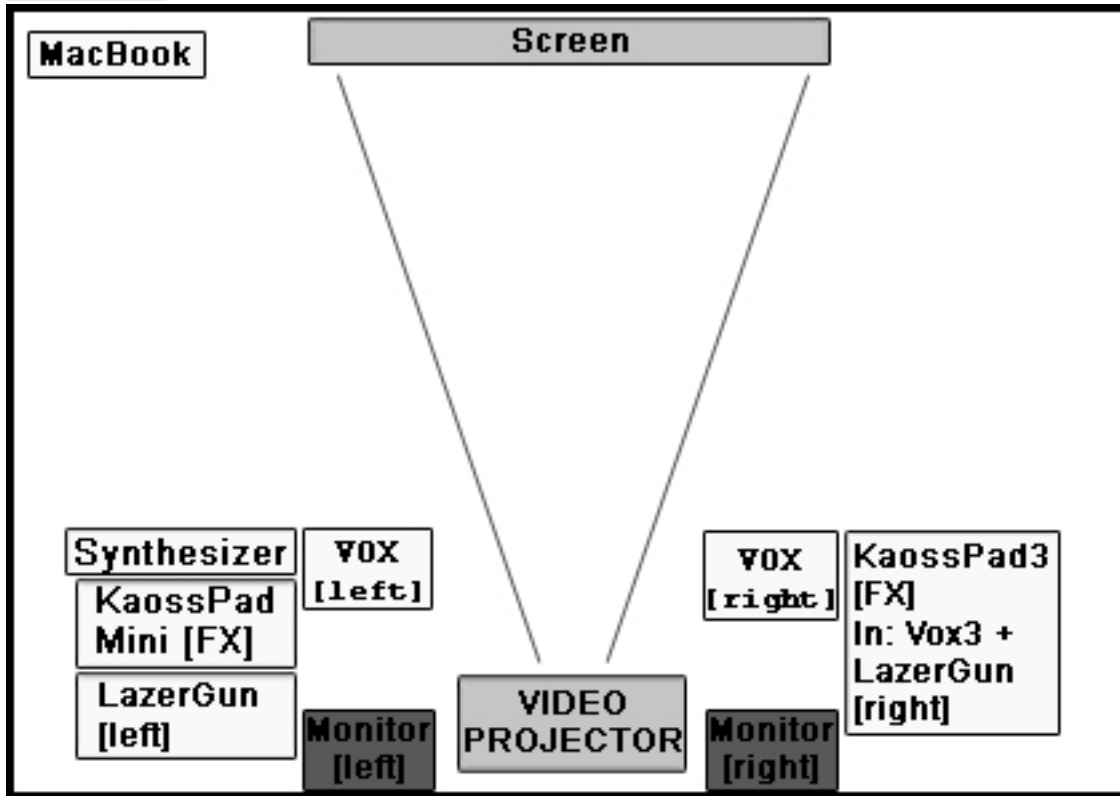 Screen
MacBook
Synthesizer
KaossPad
Mini [FX]
LazerGun
[left]
VOX
[left]
Monitor
[left]
VIDEO
PROJECTOR
VOX
[right]
Monitor
[right]
KaossPad3
[FX]
In: Vox3 +
LazerGun
[right]